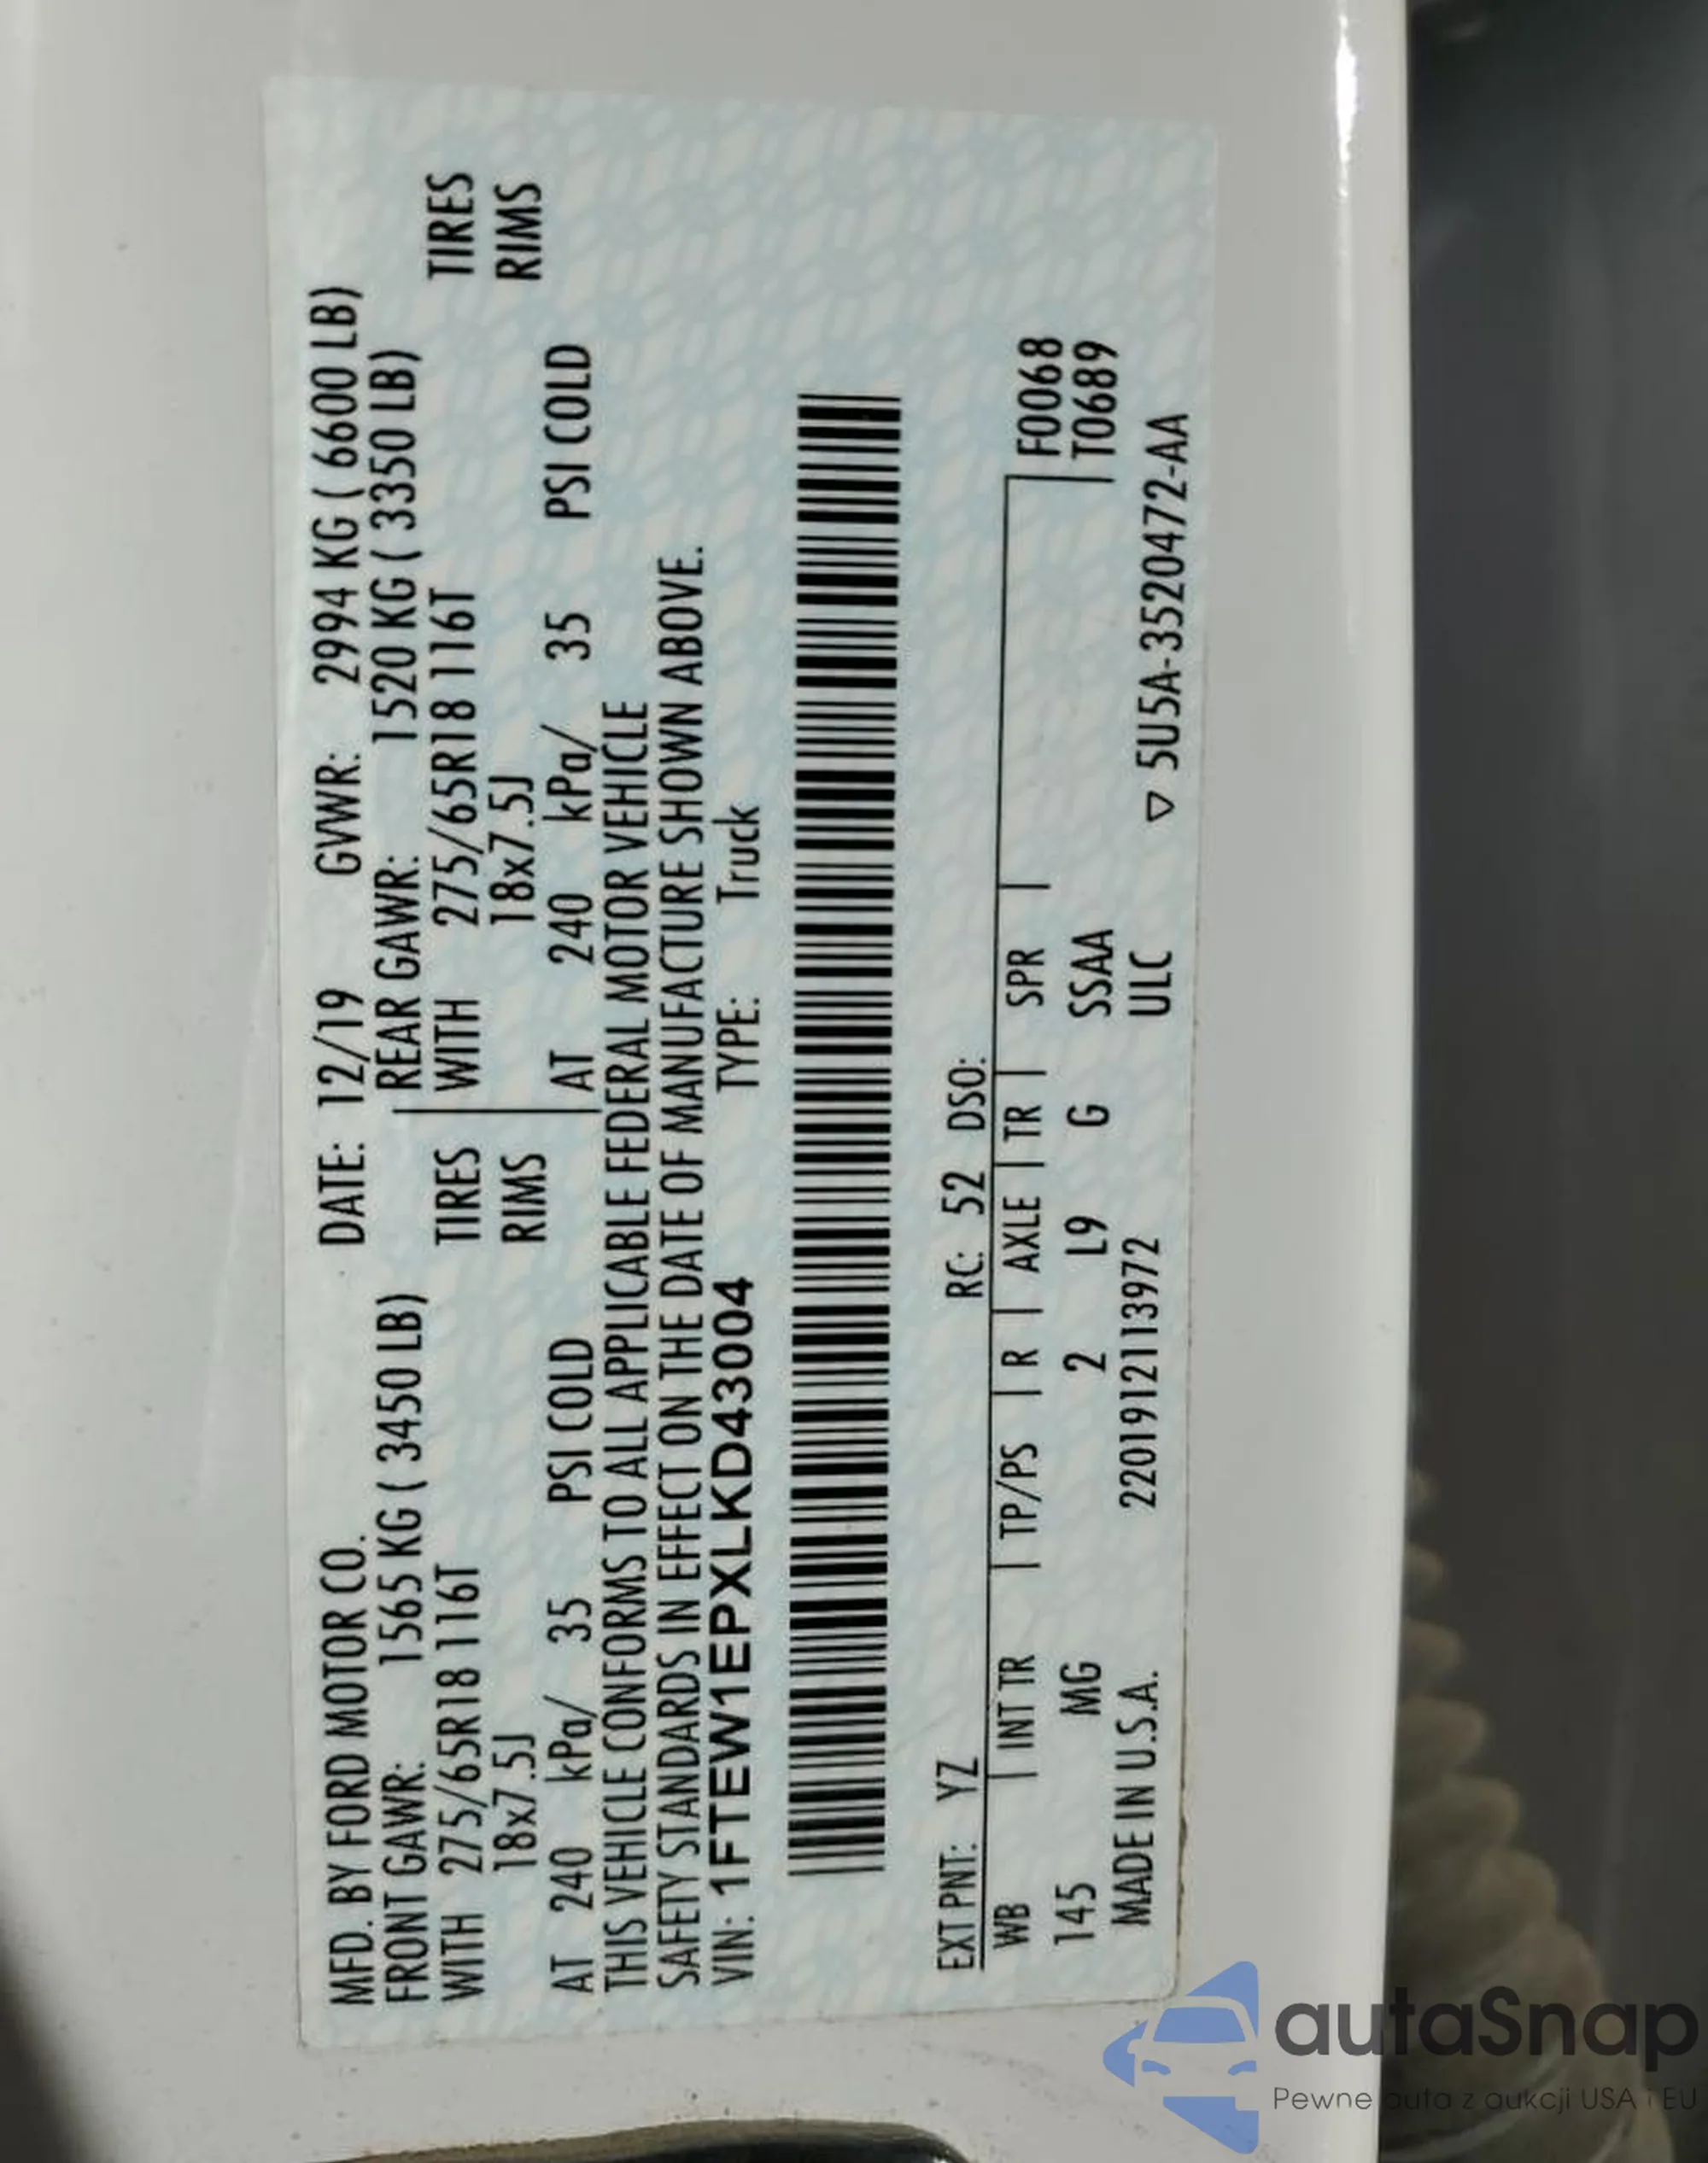 MFD. BY FORD MOTOR CO. DATE: 12/19 GVWR: 2994 KG ( 6600 LB)
FRONT GAWR: 1565 KG ( 3450 LB) REAR GAWR: 1520 KG ( 3350 LB)
WITH 275/65R18 116T TIRES WITH 275/65R18 116T TIRES
18x7.5J RIMS 18x7.5J RIMS
AT 240 kPa/ 35 PSI COLD AT 240 kPa/ 35 PSI COLD
THIS VEHICLE CONFORMS TO ALL APPLICABLE FEDERAL MOTOR VEHICLE
SAFETY STANDARDS IN EFFECT ON THE DATE OF MANUFACTURE SHOWN ABOVE.
VIN: 1FTEW1EPXLKD43004 TYPE: Truck
EXT PNT: YZ RC: 52 DSO:
WB | INT TR | TP/PS | R | AXLE | TR | SPR | F0068
145 MG 2 L9 G SSAA T0689
MADE IN U.S.A. 2201912113972 ULC ▽ 5U5A-3520472-AA
autaSnap
Pewne auta z aukcji USA i EU